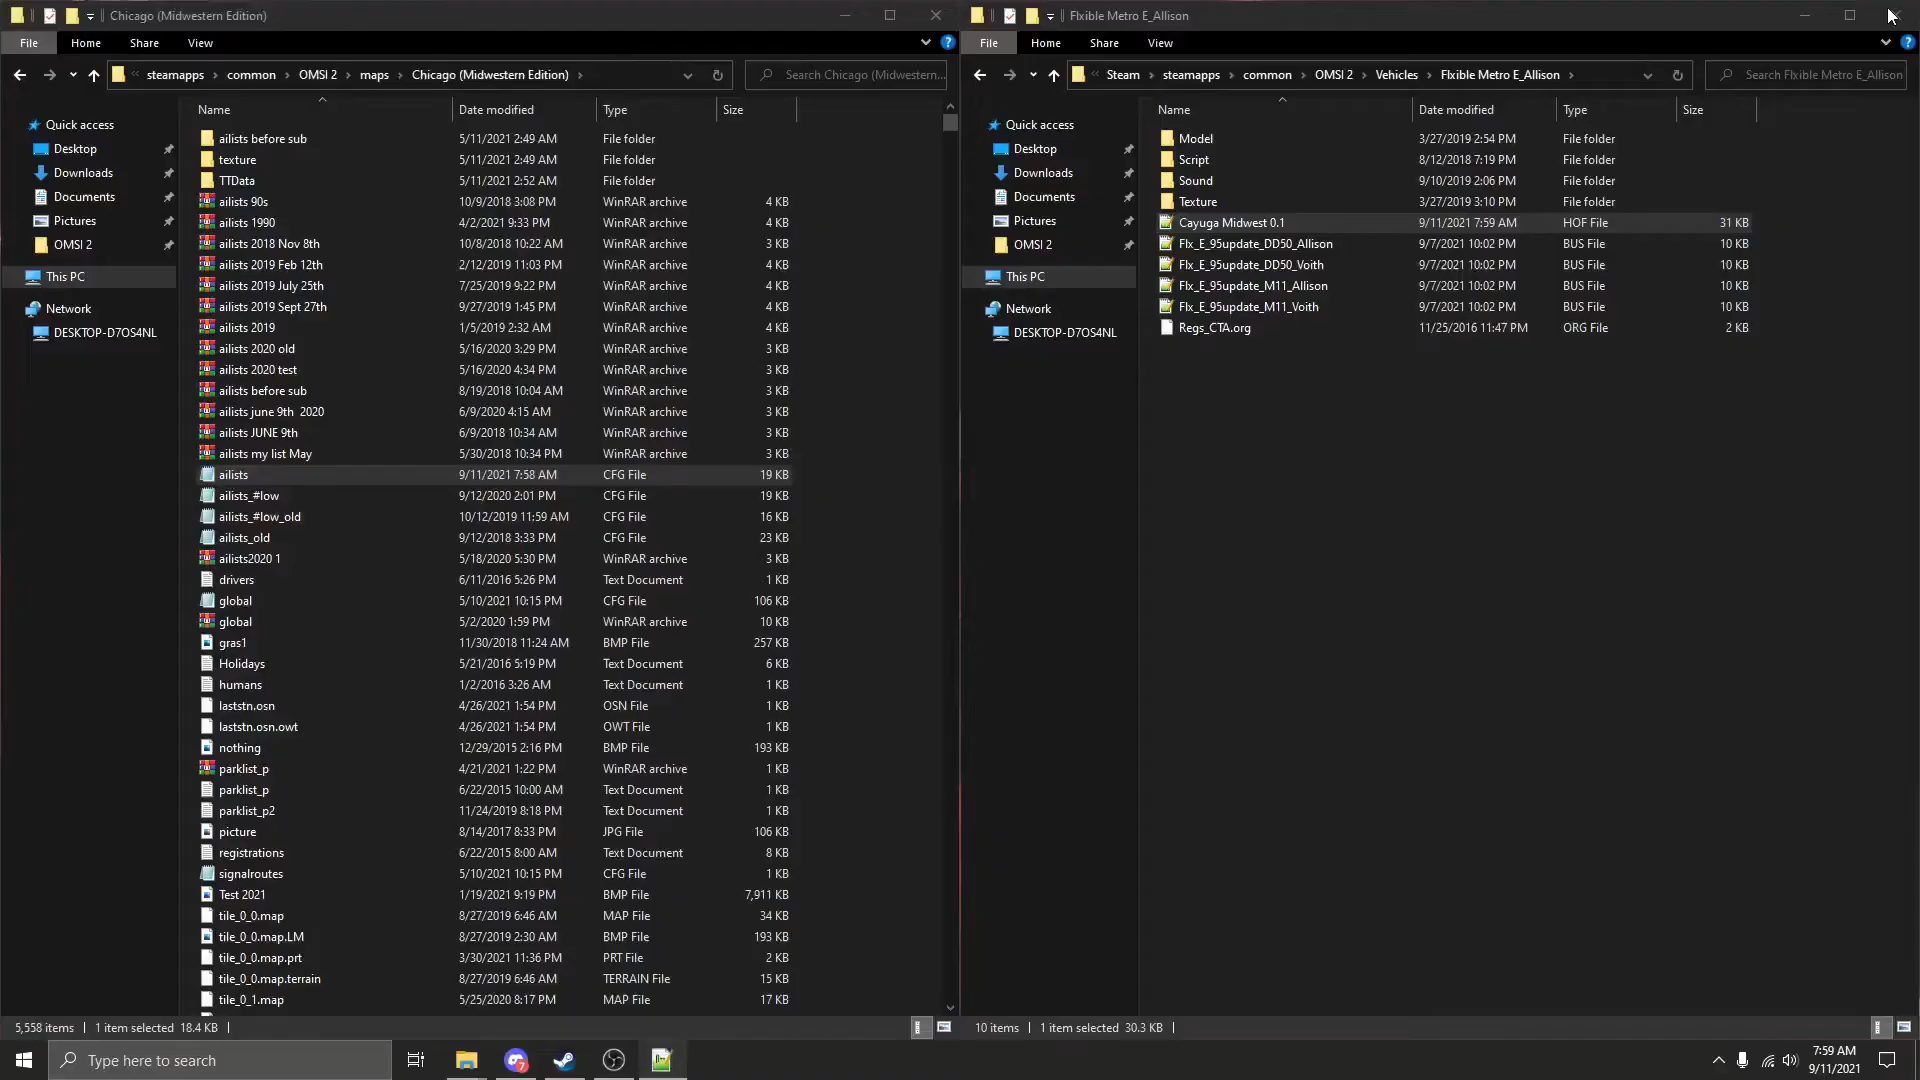 Chicago (Midwestern Edition)
File Home Share View
steamapps › common › OMSI 2 › maps › Chicago (Midwestern Edition) ›
Search Chicago (Midwestern...
Name Date modified Type Size
Quick access
Desktop
Downloads
Documents
Pictures
OMSI 2
This PC
Network
DESKTOP-D7OS4NL
ailists before sub 5/11/2021 2:49 AM File folder
texture 5/11/2021 2:49 AM File folder
TTData 5/11/2021 2:52 AM File folder
ailists 90s 10/9/2018 3:08 PM WinRAR archive 4 KB
ailists 1990 4/2/2021 9:33 PM WinRAR archive 4 KB
ailists 2018 Nov 8th 10/8/2018 10:22 AM WinRAR archive 3 KB
ailists 2019 Feb 12th 2/12/2019 11:03 PM WinRAR archive 4 KB
ailists 2019 July 25th 7/25/2019 9:22 PM WinRAR archive 4 KB
ailists 2019 Sept 27th 9/27/2019 1:45 PM WinRAR archive 4 KB
ailists 2019 1/5/2019 2:32 AM WinRAR archive 4 KB
ailists 2020 old 5/16/2020 3:29 PM WinRAR archive 3 KB
ailists 2020 test 5/16/2020 4:34 PM WinRAR archive 3 KB
ailists before sub 8/19/2018 10:04 AM WinRAR archive 3 KB
ailists june 9th  2020 6/9/2020 4:15 AM WinRAR archive 3 KB
ailists JUNE 9th 6/9/2018 10:34 AM WinRAR archive 3 KB
ailists my list May 5/30/2018 10:34 PM WinRAR archive 3 KB
ailists 9/11/2021 7:58 AM CFG File 19 KB
ailists_#low 9/12/2020 2:01 PM CFG File 19 KB
ailists_#low_old 10/12/2019 11:59 AM CFG File 16 KB
ailists_old 9/12/2018 3:33 PM CFG File 23 KB
ailists2020 1 5/18/2020 5:30 PM WinRAR archive 3 KB
drivers 6/11/2016 5:26 PM Text Document 1 KB
global 5/10/2021 10:15 PM CFG File 106 KB
global 5/2/2020 1:59 PM WinRAR archive 10 KB
gras1 11/30/2018 11:24 AM BMP File 257 KB
Holidays 5/21/2016 5:19 PM Text Document 6 KB
humans 1/2/2016 3:26 AM Text Document 1 KB
laststn.osn 4/26/2021 1:54 PM OSN File 1 KB
laststn.osn.owt 4/26/2021 1:54 PM OWT File 1 KB
nothing 12/29/2015 2:16 PM BMP File 193 KB
parklist_p 4/21/2021 1:22 PM WinRAR archive 1 KB
parklist_p 6/22/2015 10:00 AM Text Document 1 KB
parklist_p2 11/24/2019 8:18 PM Text Document 1 KB
picture 8/14/2017 8:33 PM JPG File 106 KB
registrations 6/22/2015 8:00 AM Text Document 8 KB
signalroutes 5/10/2021 10:15 PM CFG File 1 KB
Test 2021 1/19/2021 9:19 PM BMP File 7,911 KB
tile_0_0.map 8/27/2019 6:46 AM MAP File 34 KB
tile_0_0.map.LM 8/27/2019 2:30 AM BMP File 193 KB
tile_0_0.map.prt 3/30/2021 11:36 PM PRT File 2 KB
tile_0_0.map.terrain 8/27/2019 6:46 AM TERRAIN File 15 KB
tile_0_1.map 5/25/2020 8:17 PM MAP File 17 KB
5,558 items 1 item selected 18.4 KB
Flxible Metro E_Allison
File Home Share View
Steam › steamapps › common › OMSI 2 › Vehicles › Flxible Metro E_Allison ›
Search Flxible Metro E_Allison
Name Date modified Type Size
Quick access
Desktop
Downloads
Documents
Pictures
OMSI 2
This PC
Network
DESKTOP-D7OS4NL
Model 3/27/2019 2:54 PM File folder
Script 8/12/2018 7:19 PM File folder
Sound 9/10/2019 2:06 PM File folder
Texture 3/27/2019 3:10 PM File folder
Cayuga Midwest 0.1 9/11/2021 7:59 AM HOF File 31 KB
Flx_E_95update_DD50_Allison 9/7/2021 10:02 PM BUS File 10 KB
Flx_E_95update_DD50_Voith 9/7/2021 10:02 PM BUS File 10 KB
Flx_E_95update_M11_Allison 9/7/2021 10:02 PM BUS File 10 KB
Flx_E_95update_M11_Voith 9/7/2021 10:02 PM BUS File 10 KB
Regs_CTA.org 11/25/2016 11:47 PM ORG File 2 KB
10 items 1 item selected 30.3 KB
Type here to search
7
7:59 AM
9/11/2021